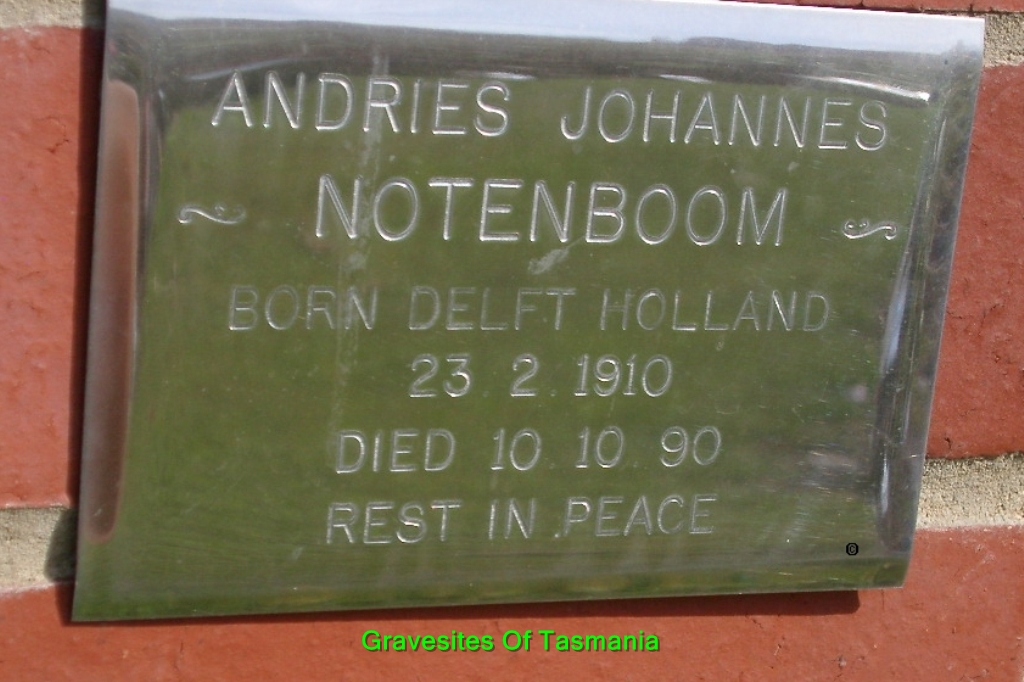 ANDRIES JOHANNES
~ NOTENBOOM ~
BORN DELFT HOLLAND
23 2 1910
DIED 10 10 90
REST IN PEACE
©
Gravesites Of Tasmania